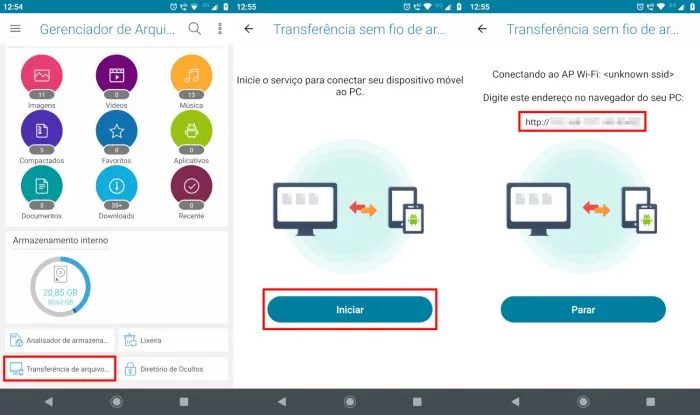 12:54
Gerenciador de Arqui...
11
Imagens
0
Vídeos
13
Música
5
Compactados
0
Favoritos
0
Aplicativos
5
Documentos
35+
Downloads
Recente
Armazenamento interno
20,85 GB
50,62 GB
Analisador de armazena...
Lixeira
Transferência de arquivo...
Diretório de Ocultos
12:55
Transferência sem fio de ar...
Inicie o serviço para conectar seu dispositivo móvel
ao PC.
Iniciar
12:55
Transferência sem fio de ar...
Conectando ao AP Wi-Fi: <unknown ssid>
Digite este endereço no navegador do seu PC:
http://
Parar